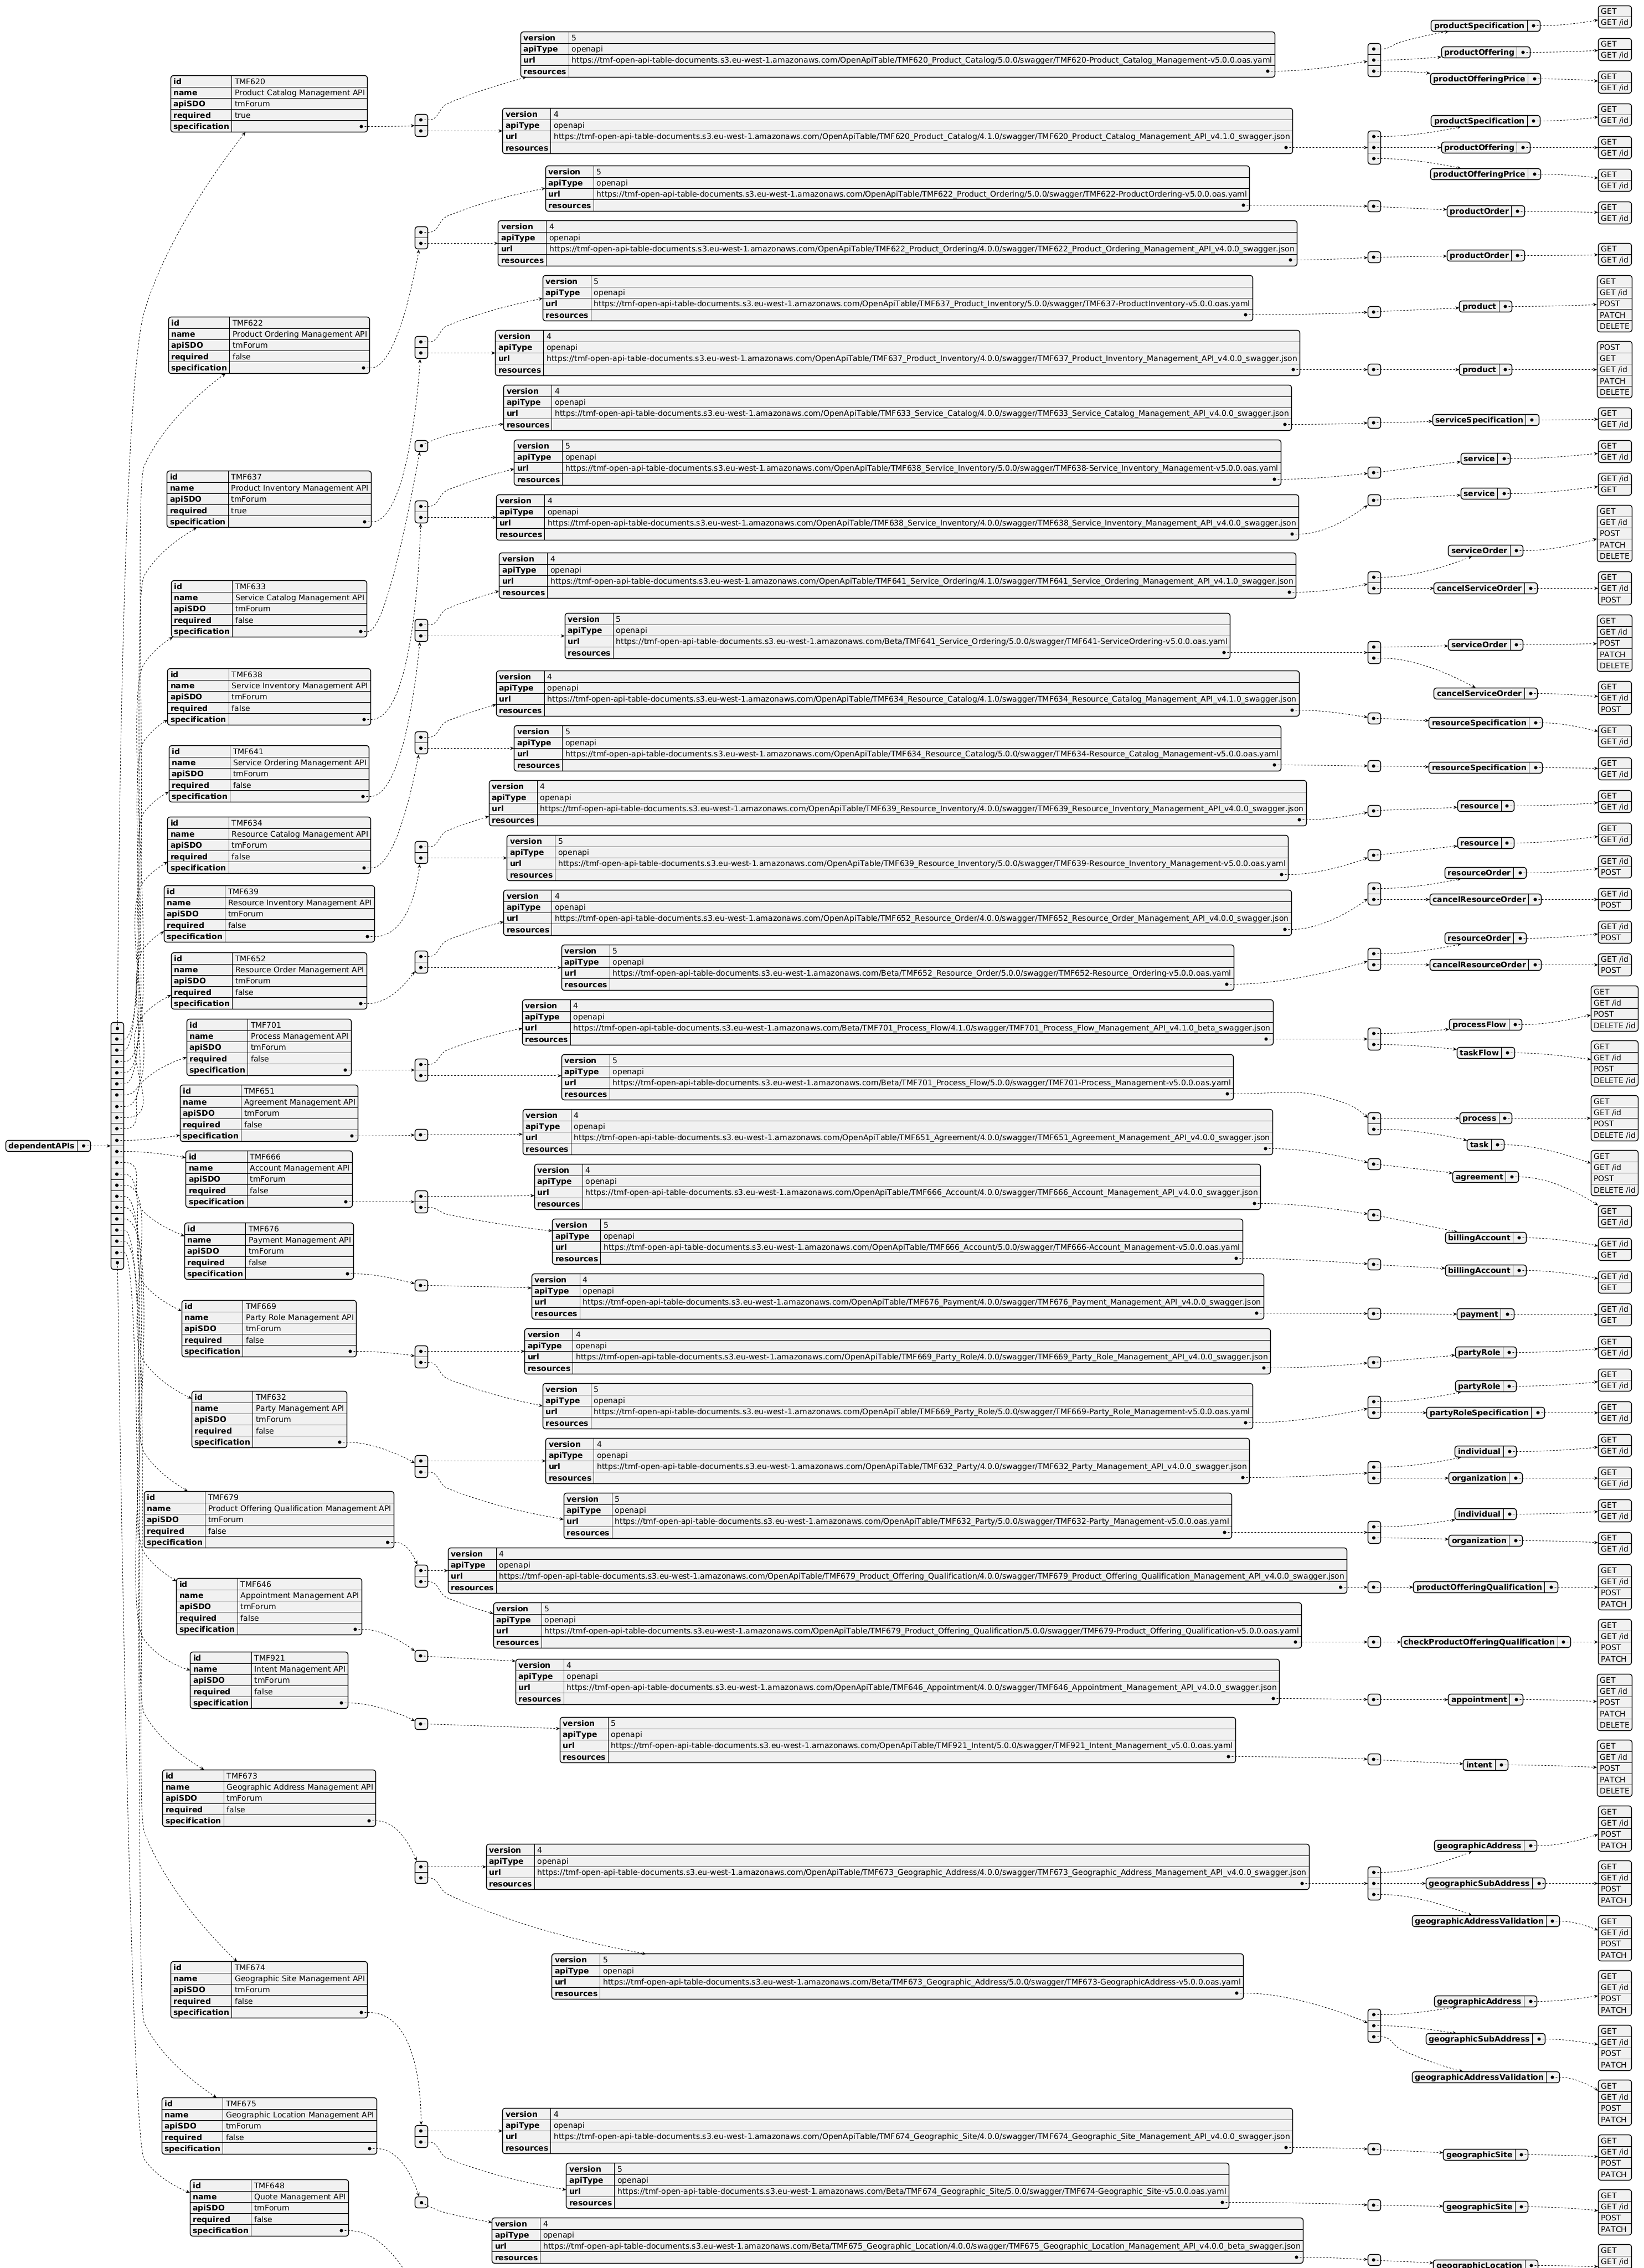 dependentAPIs
id TMF620
name Product Catalog Management API
apiSDO tmForum
required true
specification
version 5
apiType openapi
url https://tmf-open-api-table-documents.s3.eu-west-1.amazonaws.com/OpenApiTable/TMF620_Product_Catalog/5.0.0/swagger/TMF620-Product_Catalog_Management-v5.0.0.oas.yaml
resources
productSpecification
GET
GET /id
productOffering
GET
GET /id
productOfferingPrice
GET
GET /id
version 4
apiType openapi
url https://tmf-open-api-table-documents.s3.eu-west-1.amazonaws.com/OpenApiTable/TMF620_Product_Catalog/4.1.0/swagger/TMF620_Product_Catalog_Management_API_v4.1.0_swagger.json
resources
productSpecification
GET
GET /id
productOffering
GET
GET /id
productOfferingPrice
GET
GET /id
id TMF622
name Product Ordering Management API
apiSDO tmForum
required false
specification
version 5
apiType openapi
url https://tmf-open-api-table-documents.s3.eu-west-1.amazonaws.com/OpenApiTable/TMF622_Product_Ordering/5.0.0/swagger/TMF622-ProductOrdering-v5.0.0.oas.yaml
resources
productOrder
GET
GET /id
version 4
apiType openapi
url https://tmf-open-api-table-documents.s3.eu-west-1.amazonaws.com/OpenApiTable/TMF622_Product_Ordering/4.0.0/swagger/TMF622_Product_Ordering_Management_API_v4.0.0_swagger.json
resources
productOrder
GET
GET /id
id TMF637
name Product Inventory Management API
apiSDO tmForum
required true
specification
version 5
apiType openapi
url https://tmf-open-api-table-documents.s3.eu-west-1.amazonaws.com/OpenApiTable/TMF637_Product_Inventory/5.0.0/swagger/TMF637-ProductInventory-v5.0.0.oas.yaml
resources
product
GET
GET /id
POST
PATCH
DELETE
version 4
apiType openapi
url https://tmf-open-api-table-documents.s3.eu-west-1.amazonaws.com/OpenApiTable/TMF637_Product_Inventory/4.0.0/swagger/TMF637_Product_Inventory_Management_API_v4.0.0_swagger.json
resources
product
POST
GET
GET /id
PATCH
DELETE
id TMF633
name Service Catalog Management API
apiSDO tmForum
required false
specification
version 4
apiType openapi
url https://tmf-open-api-table-documents.s3.eu-west-1.amazonaws.com/OpenApiTable/TMF633_Service_Catalog/4.0.0/swagger/TMF633_Service_Catalog_Management_API_v4.0.0_swagger.json
resources
serviceSpecification
GET
GET /id
id TMF638
name Service Inventory Management API
apiSDO tmForum
required false
specification
version 5
apiType openapi
url https://tmf-open-api-table-documents.s3.eu-west-1.amazonaws.com/OpenApiTable/TMF638_Service_Inventory/5.0.0/swagger/TMF638-Service_Inventory_Management-v5.0.0.oas.yaml
resources
service
GET
GET /id
version 4
apiType openapi
url https://tmf-open-api-table-documents.s3.eu-west-1.amazonaws.com/OpenApiTable/TMF638_Service_Inventory/4.0.0/swagger/TMF638_Service_Inventory_Management_API_v4.0.0_swagger.json
resources
service
GET /id
GET
id TMF641
name Service Ordering Management API
apiSDO tmForum
required false
specification
version 4
apiType openapi
url https://tmf-open-api-table-documents.s3.eu-west-1.amazonaws.com/OpenApiTable/TMF641_Service_Ordering/4.1.0/swagger/TMF641_Service_Ordering_Management_API_v4.1.0_swagger.json
resources
serviceOrder
GET
GET /id
POST
PATCH
DELETE
cancelServiceOrder
GET
GET /id
POST
version 5
apiType openapi
url https://tmf-open-api-table-documents.s3.eu-west-1.amazonaws.com/Beta/TMF641_Service_Ordering/5.0.0/swagger/TMF641-ServiceOrdering-v5.0.0.oas.yaml
resources
serviceOrder
GET
GET /id
POST
PATCH
DELETE
cancelServiceOrder
GET
GET /id
POST
id TMF634
name Resource Catalog Management API
apiSDO tmForum
required false
specification
version 4
apiType openapi
url https://tmf-open-api-table-documents.s3.eu-west-1.amazonaws.com/OpenApiTable/TMF634_Resource_Catalog/4.1.0/swagger/TMF634_Resource_Catalog_Management_API_v4.1.0_swagger.json
resources
resourceSpecification
GET
GET /id
version 5
apiType openapi
url https://tmf-open-api-table-documents.s3.eu-west-1.amazonaws.com/OpenApiTable/TMF634_Resource_Catalog/5.0.0/swagger/TMF634-Resource_Catalog_Management-v5.0.0.oas.yaml
resources
resourceSpecification
GET
GET /id
id TMF639
name Resource Inventory Management API
apiSDO tmForum
required false
specification
version 4
apiType openapi
url https://tmf-open-api-table-documents.s3.eu-west-1.amazonaws.com/OpenApiTable/TMF639_Resource_Inventory/4.0.0/swagger/TMF639_Resource_Inventory_Management_API_v4.0.0_swagger.json
resources
resource
GET
GET /id
version 5
apiType openapi
url https://tmf-open-api-table-documents.s3.eu-west-1.amazonaws.com/OpenApiTable/TMF639_Resource_Inventory/5.0.0/swagger/TMF639-Resource_Inventory_Management-v5.0.0.oas.yaml
resources
resource
GET
GET /id
id TMF652
name Resource Order Management API
apiSDO tmForum
required false
specification
version 4
apiType openapi
url https://tmf-open-api-table-documents.s3.eu-west-1.amazonaws.com/OpenApiTable/TMF652_Resource_Order/4.0.0/swagger/TMF652_Resource_Order_Management_API_v4.0.0_swagger.json
resources
resourceOrder
GET /id
POST
cancelResourceOrder
GET /id
POST
version 5
apiType openapi
url https://tmf-open-api-table-documents.s3.eu-west-1.amazonaws.com/Beta/TMF652_Resource_Order/5.0.0/swagger/TMF652-Resource_Ordering-v5.0.0.oas.yaml
resources
resourceOrder
GET /id
POST
cancelResourceOrder
GET /id
POST
id TMF701
name Process Management API
apiSDO tmForum
required false
specification
version 4
apiType openapi
url https://tmf-open-api-table-documents.s3.eu-west-1.amazonaws.com/Beta/TMF701_Process_Flow/4.1.0/swagger/TMF701_Process_Flow_Management_API_v4.1.0_beta_swagger.json
resources
processFlow
GET
GET /id
POST
DELETE /id
taskFlow
GET
GET /id
POST
DELETE /id
version 5
apiType openapi
url https://tmf-open-api-table-documents.s3.eu-west-1.amazonaws.com/Beta/TMF701_Process_Flow/5.0.0/swagger/TMF701-Process_Management-v5.0.0.oas.yaml
resources
process
GET
GET /id
POST
DELETE /id
task
GET
GET /id
POST
DELETE /id
id TMF651
name Agreement Management API
apiSDO tmForum
required false
specification
version 4
apiType openapi
url https://tmf-open-api-table-documents.s3.eu-west-1.amazonaws.com/OpenApiTable/TMF651_Agreement/4.0.0/swagger/TMF651_Agreement_Management_API_v4.0.0_swagger.json
resources
agreement
GET
GET /id
id TMF666
name Account Management API
apiSDO tmForum
required false
specification
version 4
apiType openapi
url https://tmf-open-api-table-documents.s3.eu-west-1.amazonaws.com/OpenApiTable/TMF666_Account/4.0.0/swagger/TMF666_Account_Management_API_v4.0.0_swagger.json
resources
billingAccount
GET /id
GET
version 5
apiType openapi
url https://tmf-open-api-table-documents.s3.eu-west-1.amazonaws.com/OpenApiTable/TMF666_Account/5.0.0/swagger/TMF666-Account_Management-v5.0.0.oas.yaml
resources
billingAccount
GET /id
GET
id TMF676
name Payment Management API
apiSDO tmForum
required false
specification
version 4
apiType openapi
url https://tmf-open-api-table-documents.s3.eu-west-1.amazonaws.com/OpenApiTable/TMF676_Payment/4.0.0/swagger/TMF676_Payment_Management_API_v4.0.0_swagger.json
resources
payment
GET /id
GET
id TMF669
name Party Role Management API
apiSDO tmForum
required false
specification
version 4
apiType openapi
url https://tmf-open-api-table-documents.s3.eu-west-1.amazonaws.com/OpenApiTable/TMF669_Party_Role/4.0.0/swagger/TMF669_Party_Role_Management_API_v4.0.0_swagger.json
resources
partyRole
GET
GET /id
version 5
apiType openapi
url https://tmf-open-api-table-documents.s3.eu-west-1.amazonaws.com/OpenApiTable/TMF669_Party_Role/5.0.0/swagger/TMF669-Party_Role_Management-v5.0.0.oas.yaml
resources
partyRole
GET
GET /id
partyRoleSpecification
GET
GET /id
id TMF632
name Party Management API
apiSDO tmForum
required false
specification
version 4
apiType openapi
url https://tmf-open-api-table-documents.s3.eu-west-1.amazonaws.com/OpenApiTable/TMF632_Party/4.0.0/swagger/TMF632_Party_Management_API_v4.0.0_swagger.json
resources
individual
GET
GET /id
organization
GET
GET /id
version 5
apiType openapi
url https://tmf-open-api-table-documents.s3.eu-west-1.amazonaws.com/OpenApiTable/TMF632_Party/5.0.0/swagger/TMF632-Party_Management-v5.0.0.oas.yaml
resources
individual
GET
GET /id
organization
GET
GET /id
id TMF679
name Product Offering Qualification Management API
apiSDO tmForum
required false
specification
version 4
apiType openapi
url https://tmf-open-api-table-documents.s3.eu-west-1.amazonaws.com/OpenApiTable/TMF679_Product_Offering_Qualification/4.0.0/swagger/TMF679_Product_Offering_Qualification_Management_API_v4.0.0_swagger.json
resources
productOfferingQualification
GET
GET /id
POST
PATCH
version 5
apiType openapi
url https://tmf-open-api-table-documents.s3.eu-west-1.amazonaws.com/OpenApiTable/TMF679_Product_Offering_Qualification/5.0.0/swagger/TMF679-Product_Offering_Qualification-v5.0.0.oas.yaml
resources
checkProductOfferingQualification
GET
GET /id
POST
PATCH
id TMF646
name Appointment Management API
apiSDO tmForum
required false
specification
version 4
apiType openapi
url https://tmf-open-api-table-documents.s3.eu-west-1.amazonaws.com/OpenApiTable/TMF646_Appointment/4.0.0/swagger/TMF646_Appointment_Management_API_v4.0.0_swagger.json
resources
appointment
GET
GET /id
POST
PATCH
DELETE
id TMF921
name Intent Management API
apiSDO tmForum
required false
specification
version 5
apiType openapi
url https://tmf-open-api-table-documents.s3.eu-west-1.amazonaws.com/OpenApiTable/TMF921_Intent/5.0.0/swagger/TMF921_Intent_Management_v5.0.0.oas.yaml
resources
intent
GET
GET /id
POST
PATCH
DELETE
id TMF673
name Geographic Address Management API
apiSDO tmForum
required false
specification
version 4
apiType openapi
url https://tmf-open-api-table-documents.s3.eu-west-1.amazonaws.com/OpenApiTable/TMF673_Geographic_Address/4.0.0/swagger/TMF673_Geographic_Address_Management_API_v4.0.0_swagger.json
resources
geographicAddress
GET
GET /id
POST
PATCH
geographicSubAddress
GET
GET /id
POST
PATCH
geographicAddressValidation
GET
GET /id
POST
PATCH
version 5
apiType openapi
url https://tmf-open-api-table-documents.s3.eu-west-1.amazonaws.com/Beta/TMF673_Geographic_Address/5.0.0/swagger/TMF673-GeographicAddress-v5.0.0.oas.yaml
resources
geographicAddress
GET
GET /id
POST
PATCH
geographicSubAddress
GET
GET /id
POST
PATCH
geographicAddressValidation
GET
GET /id
POST
PATCH
id TMF674
name Geographic Site Management API
apiSDO tmForum
required false
specification
version 4
apiType openapi
url https://tmf-open-api-table-documents.s3.eu-west-1.amazonaws.com/OpenApiTable/TMF674_Geographic_Site/4.0.0/swagger/TMF674_Geographic_Site_Management_API_v4.0.0_swagger.json
resources
geographicSite
GET
GET /id
POST
PATCH
version 5
apiType openapi
url https://tmf-open-api-table-documents.s3.eu-west-1.amazonaws.com/Beta/TMF674_Geographic_Site/5.0.0/swagger/TMF674-Geographic_Site-v5.0.0.oas.yaml
resources
geographicSite
GET
GET /id
POST
PATCH
id TMF675
name Geographic Location Management API
apiSDO tmForum
required false
specification
version 4
apiType openapi
url https://tmf-open-api-table-documents.s3.eu-west-1.amazonaws.com/Beta/TMF675_Geographic_Location/4.0.0/swagger/TMF675_Geographic_Location_Management_API_v4.0.0_beta_swagger.json
resources
geographicLocation
GET
GET /id
id TMF648
name Quote Management API
apiSDO tmForum
required false
specification